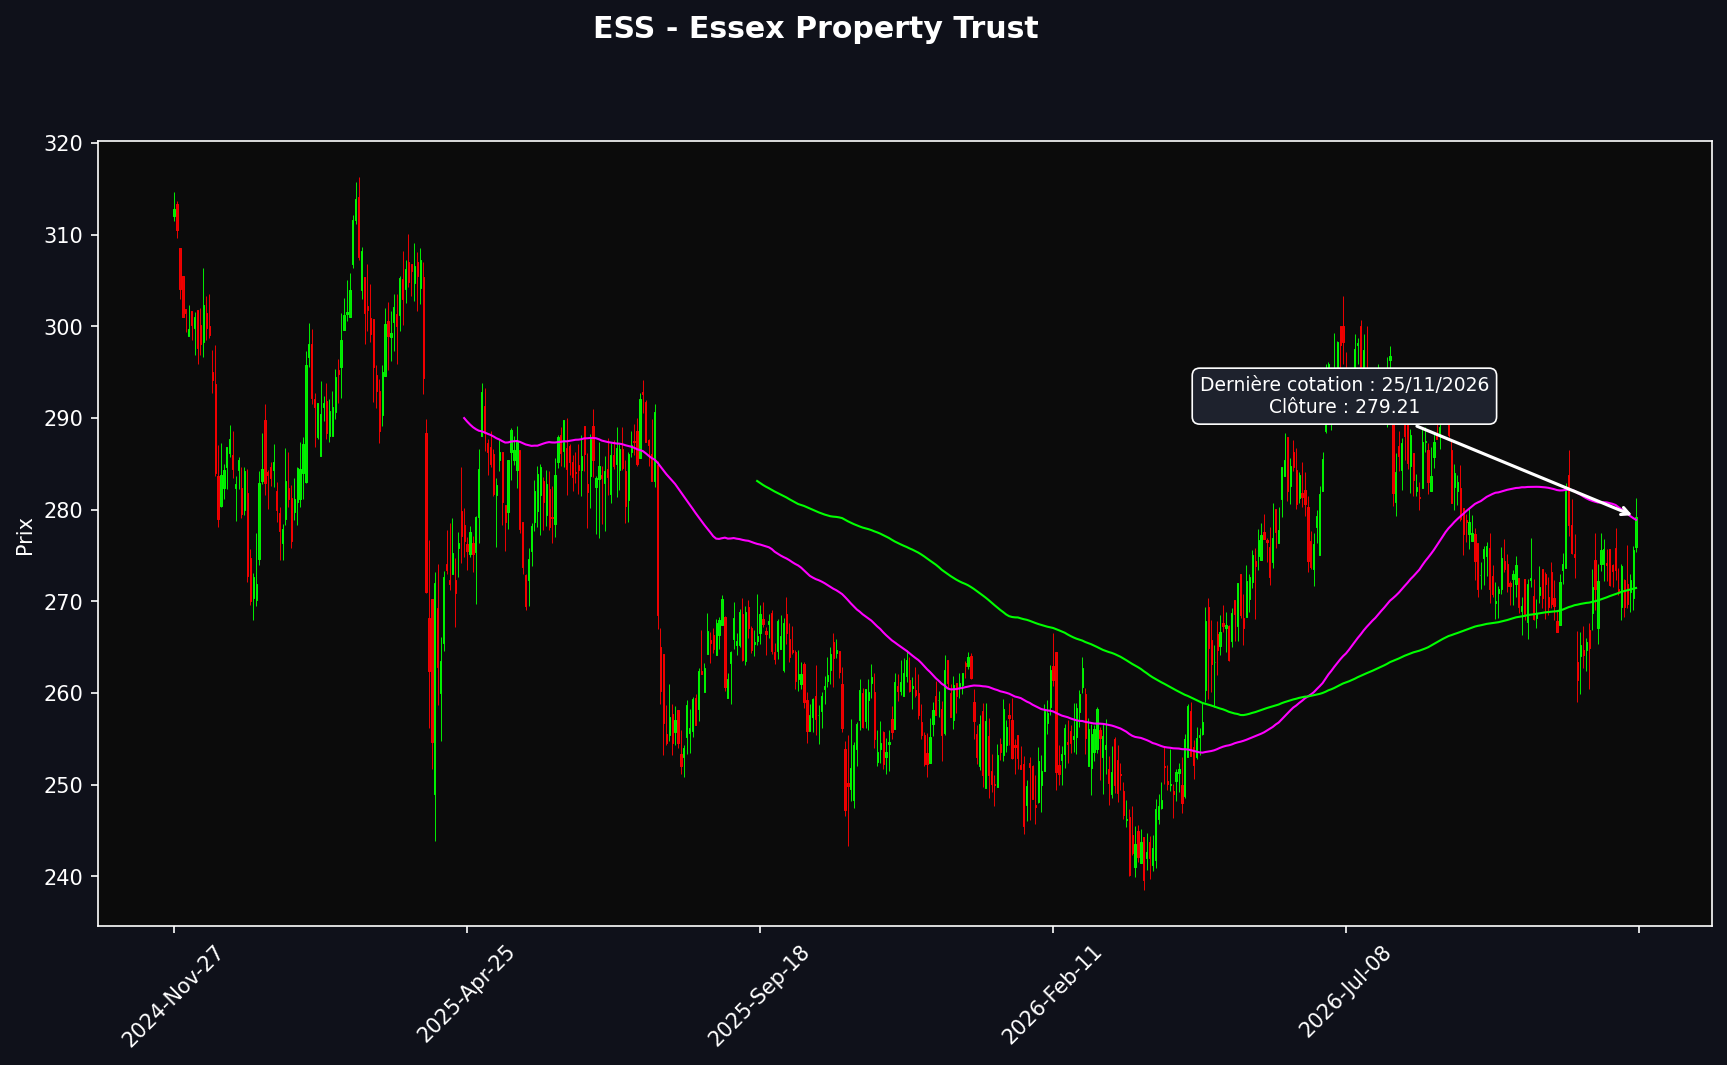 ESS - Essex Property Trust
320
310
300
290
280
270
260
250
240
Prix
Dernière cotation : 25/11/2026
Clôture : 279.21
2024-Nov-27
2025-Apr-25
2025-Sep-18
2026-Feb-11
2026-Jul-08